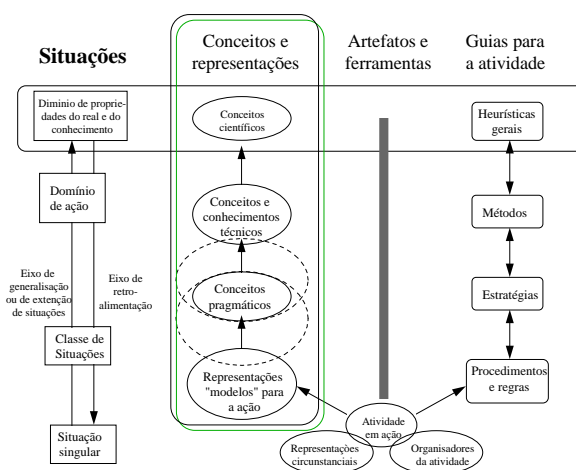 Situações
Conceitos e
representações
Artefatos e
ferramentas
Guias para
a atividade
Diminio de proprie-
dades do real e do
conhecimento
Conceitos
científicos
Heurísticas
gerais
Domínio
de ação
Conceitos e
conhecimentos
técnicos
Métodos
Eixo de
generalisação
ou de extenção
de situações
Eixo de
retro-
alimentação
Conceitos
pragmáticos
Estratégias
Classe de
Situações
Representações
"modelos" para
a ação
Procedimentos
e regras
Situação
singular
Atividade
em ação
Representações
circunstanciais
Organisadores
da atividade